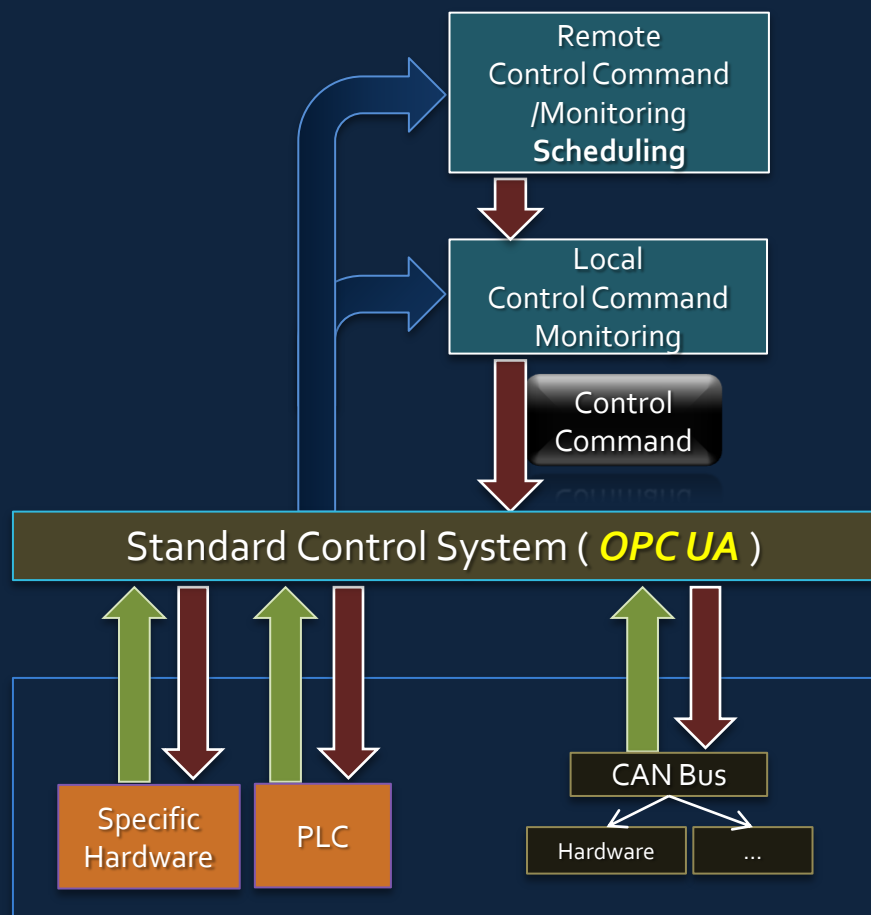 Remote
Control Command
/Monitoring
Scheduling
Local
Control Command
Monitoring
Control
Command
Standard Control System ( OPC UA )
Specific
Hardware
PLC
CAN Bus
Hardware
...